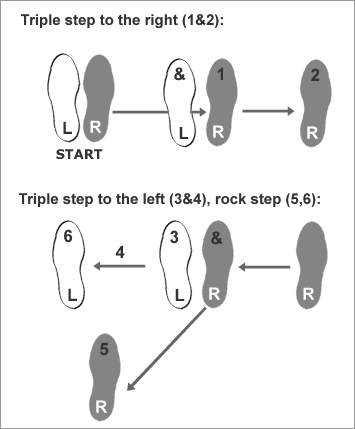 Triple step to the right (1&2):
& 1 2
L R L R R
START
Triple step to the left (3&4), rock step (5,6):
6 4 3 &
L L R R
5
R